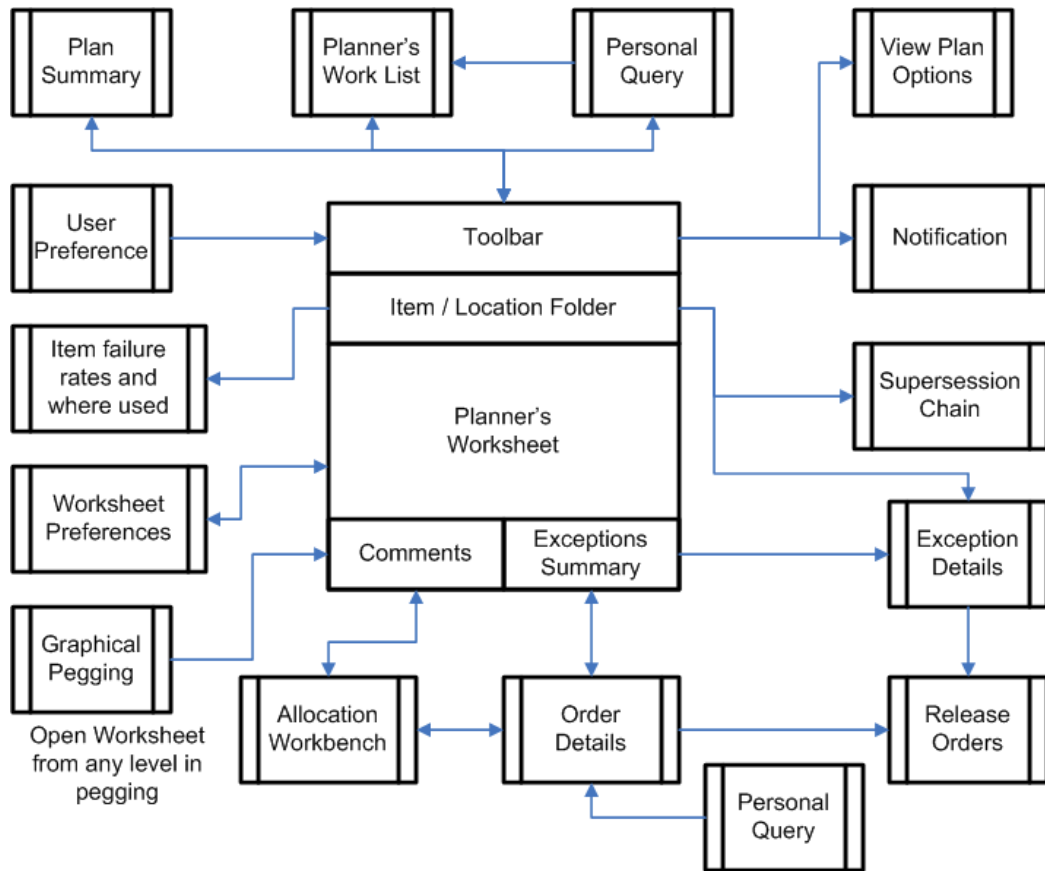 Plan
Summary
Planner's
Work List
Personal
Query
View Plan
Options
User
Preference
Toolbar
Notification
Item / Location Folder
Item failure
rates and
where used
Supersession
Chain
Planner's
Worksheet
Worksheet
Preferences
Comments
Exceptions
Summary
Exception
Details
Graphical
Pegging
Open Worksheet
from any level in
pegging
Allocation
Workbench
Order
Details
Release
Orders
Personal
Query